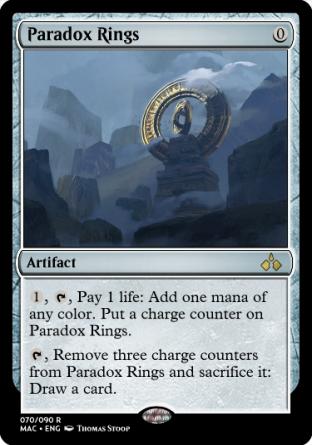 Paradox Rings 0
Artifact
1, T, Pay 1 life: Add one mana of
any color. Put a charge counter on
Paradox Rings.
T, Remove three charge counters
from Paradox Rings and sacrifice it:
Draw a card.
070/090 R
MAC • ENG Thomas Stoop